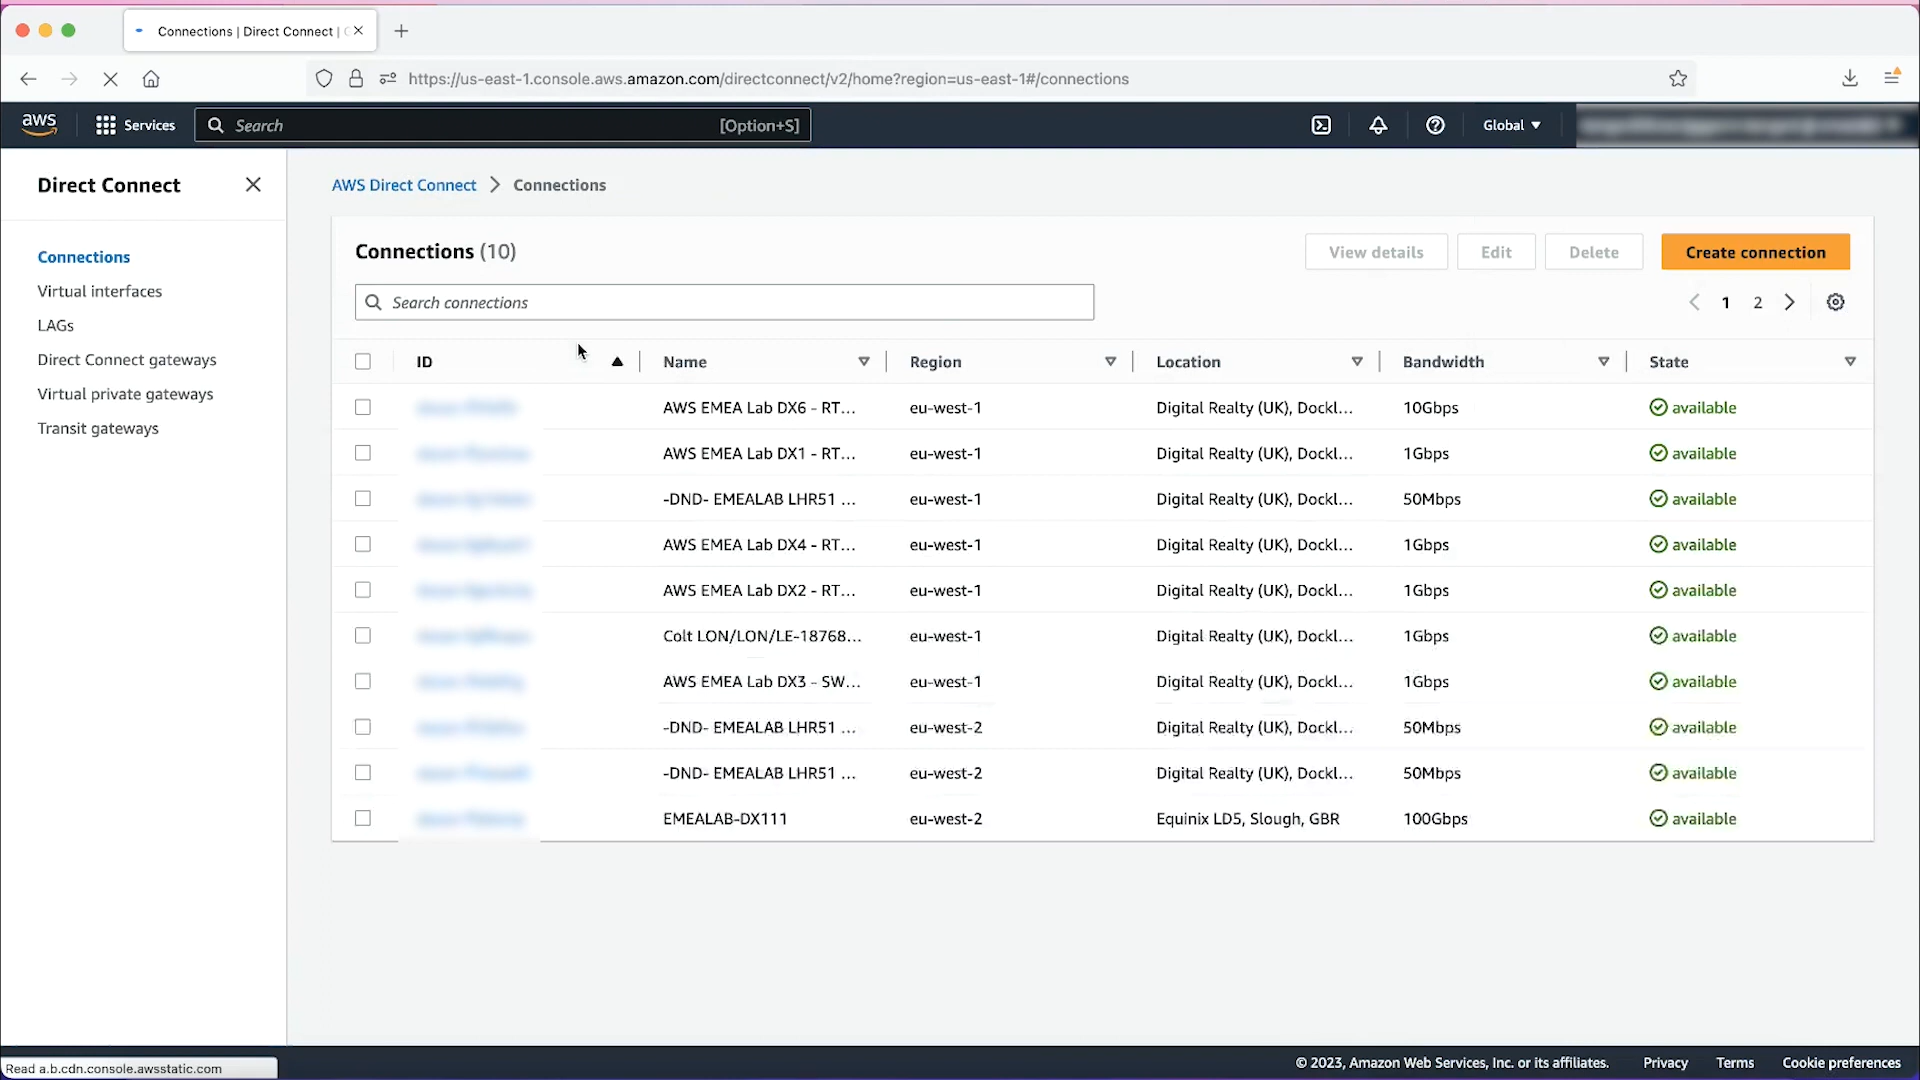 Connections | Direct Connect |
https://us-east-1.console.aws.amazon.com/directconnect/v2/home?region=us-east-1#/connections
aws
Services
Search
[Option+S]
Global
Direct Connect
Connections
Virtual interfaces
LAGs
Direct Connect gateways
Virtual private gateways
Transit gateways
AWS Direct Connect > Connections
Connections (10)
View details
Edit
Delete
Create connection
Search connections
1 2
ID Name Region Location Bandwidth State
AWS EMEA Lab DX6 - RT... eu-west-1 Digital Realty (UK), Dockl... 10Gbps available
AWS EMEA Lab DX1 - RT... eu-west-1 Digital Realty (UK), Dockl... 1Gbps available
-DND- EMEALAB LHR51 ... eu-west-1 Digital Realty (UK), Dockl... 50Mbps available
AWS EMEA Lab DX4 - RT... eu-west-1 Digital Realty (UK), Dockl... 1Gbps available
AWS EMEA Lab DX2 - RT... eu-west-1 Digital Realty (UK), Dockl... 1Gbps available
Colt LON/LON/LE-18768... eu-west-1 Digital Realty (UK), Dockl... 1Gbps available
AWS EMEA Lab DX3 - SW... eu-west-1 Digital Realty (UK), Dockl... 1Gbps available
-DND- EMEALAB LHR51 ... eu-west-2 Digital Realty (UK), Dockl... 50Mbps available
-DND- EMEALAB LHR51 ... eu-west-2 Digital Realty (UK), Dockl... 50Mbps available
EMEALAB-DX111 eu-west-2 Equinix LD5, Slough, GBR 100Gbps available
Read a.b.cdn.console.awsstatic.com
© 2023, Amazon Web Services, Inc. or its affiliates. Privacy Terms Cookie preferences